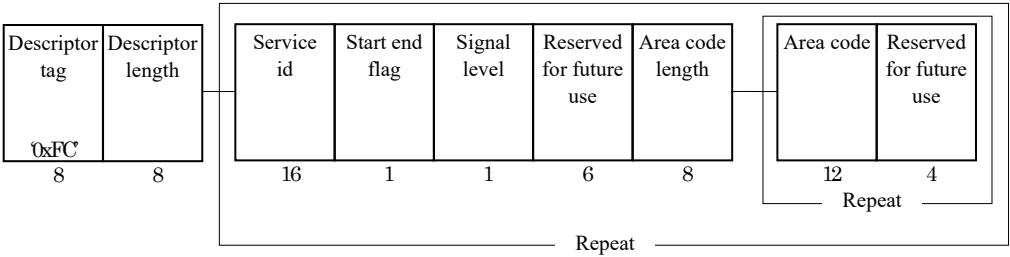 Descriptor
tag
'0xFC'
8
Descriptor
length
8
Service
id
16
Start end
flag
1
Signal
level
1
Reserved
for future
use
6
Area code
length
8
Area code
12
Reserved
for future
use
4
Repeat
Repeat